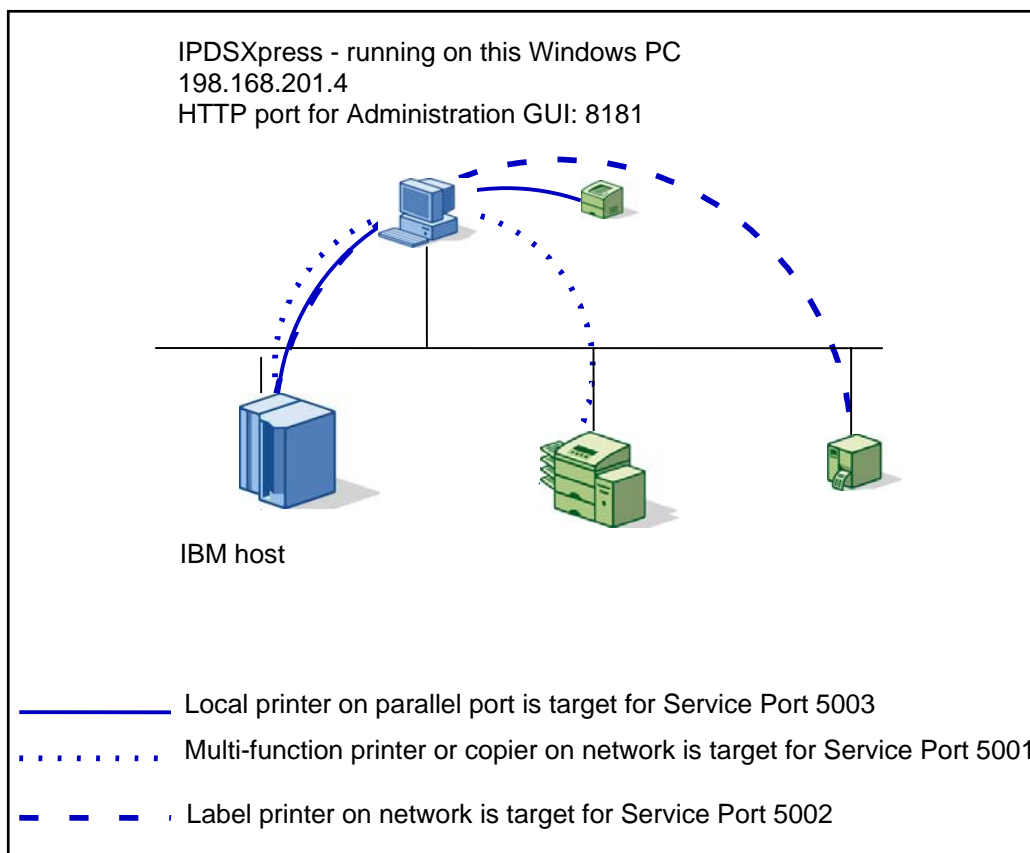 IPDSXpress - running on this Windows PC
198.168.201.4
HTTP port for Administration GUI: 8181
IBM host
Local printer on parallel port is target for Service Port 5003
Multi-function printer or copier on network is target for Service Port 5001
Label printer on network is target for Service Port 5002